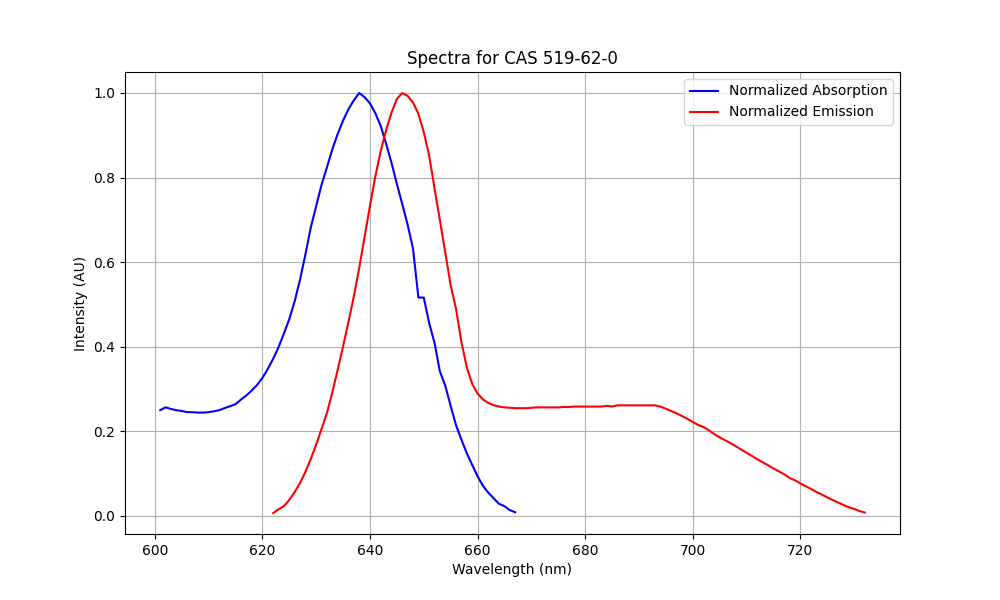 Spectra for CAS 519-62-0
Normalized Absorption
Normalized Emission
Intensity (AU)
1.0
0.8
0.6
0.4
0.2
0.0
600 620 640 660 680 700 720
Wavelength (nm)